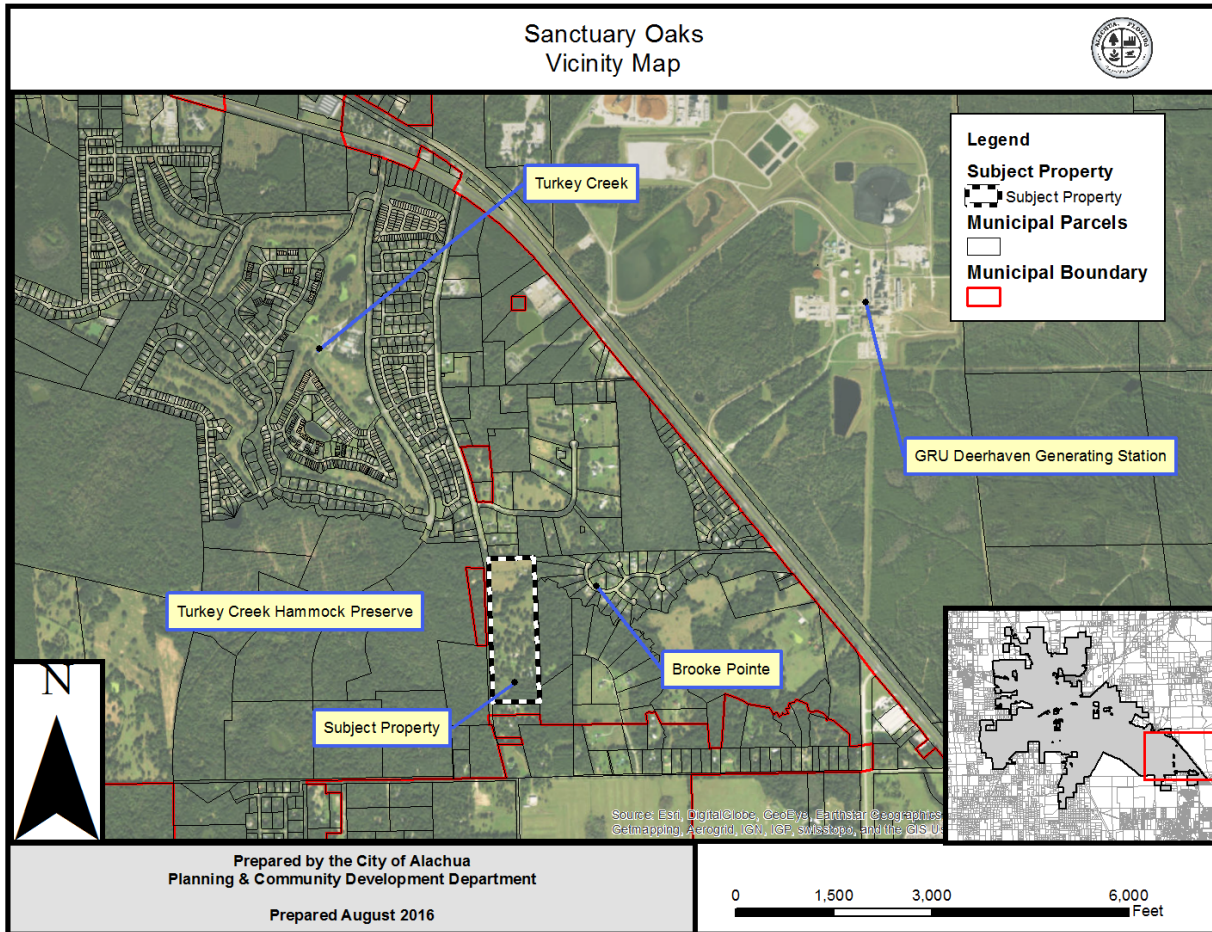 Sanctuary Oaks
Vicinity Map
ALACHUA, FLORIDA
Turkey Creek
Legend
Subject Property
Subject Property
Municipal Parcels
Municipal Boundary
GRU Deerhaven Generating Station
Turkey Creek Hammock Preserve
Brooke Pointe
Subject Property
N
Source: Esri, DigitalGlobe, GeoEye, Earthstar Geographics
Getmapping, Aerogrid, IGN, IGP, swisstopo, and the GIS Us
Prepared by the City of Alachua
Planning & Community Development Department
Prepared August 2016
0 1,500 3,000 6,000
Feet